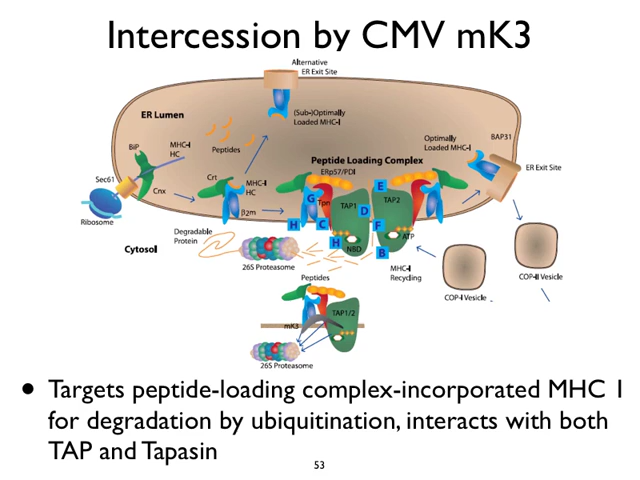 Intercession by CMV mK3
Alternative
ER Exit Site
ER Lumen
(Sub-)Optimally
Loaded MHC-I
Peptides
BiP
MHC-I
HC
Optimally
Loaded MHC-I
BAP31
Peptide Loading Complex
ERp57/PDI
ER Exit Site
Sec61
Cnx
Crt
MHC-I
HC
β2m
Ribosome
G
Tpn
TAP1
D
E
TAP2
H
C
F
H
ATP
NBD
B
Cytosol
Degradable
Protein
26S Proteasome
Peptides
MHC-I
Recycling
COP-I Vesicle
COP-II Vesicle
TAP1/2
mK3
26S Proteasome
• Targets peptide-loading complex-incorporated MHC 1
for degradation by ubiquitination, interacts with both
TAP and Tapasin
53